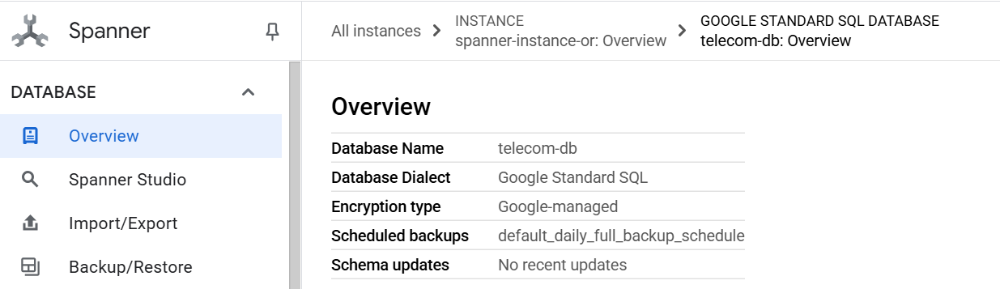 Spanner
All instances
INSTANCE
spanner-instance-or: Overview
GOOGLE STANDARD SQL DATABASE
telecom-db: Overview
DATABASE
Overview
Spanner Studio
Import/Export
Backup/Restore
Overview
Database Name telecom-db
Database Dialect Google Standard SQL
Encryption type Google-managed
Scheduled backups default_daily_full_backup_schedule
Schema updates No recent updates